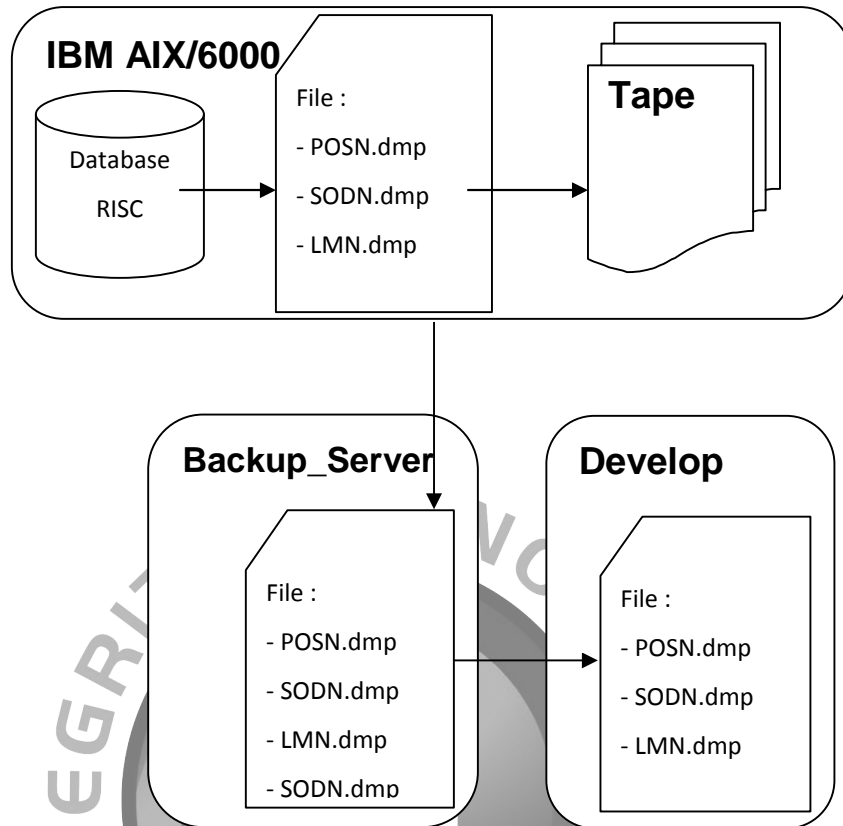 IBM AIX/6000
Database
RISC
File :
- POSN.dmp
- SODN.dmp
- LMN.dmp
Tape
Backup_Server
File :
- POSN.dmp
- SODN.dmp
- LMN.dmp
- SODN.dmp
Develop
File :
- POSN.dmp
- SODN.dmp
- LMN.dmp